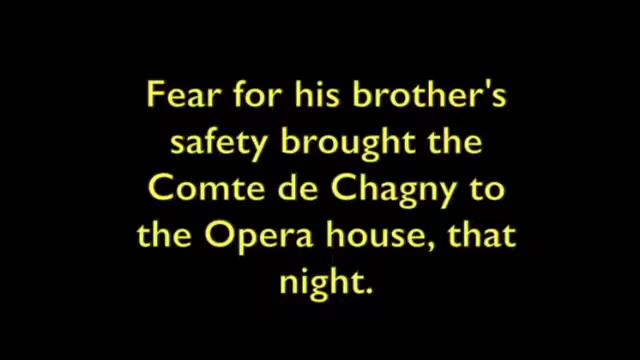 Fear for his brother's
safety brought the
Comte de Chagny to
the Opera house, that
night.